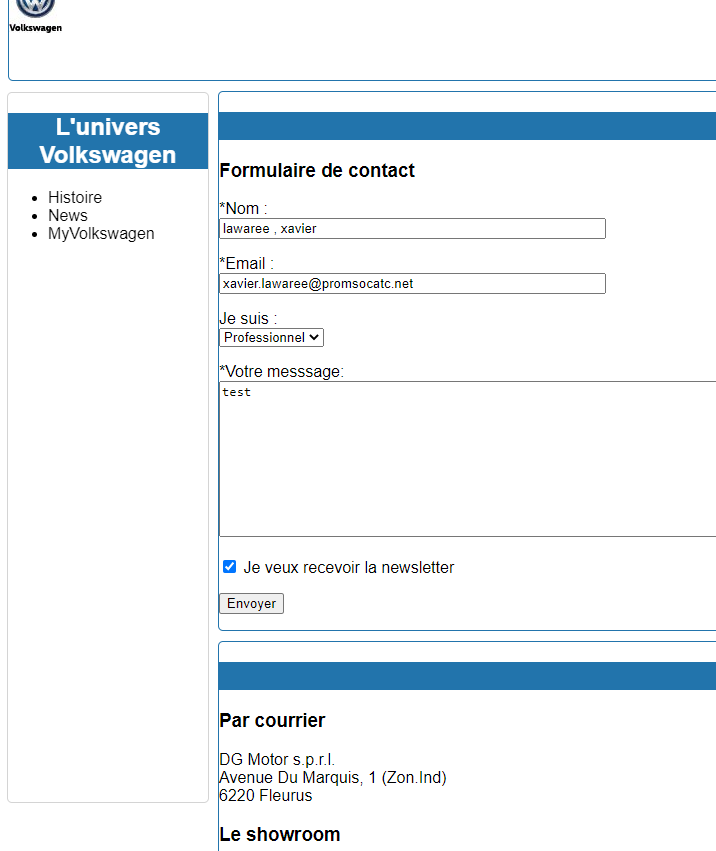 Volkswagen
L'univers
Volkswagen
Histoire
News
MyVolkswagen
Formulaire de contact
*Nom :
lawaree , xavier
*Email :
xavier.lawaree@promsocatc.net
Je suis :
Professionnel
*Votre messsage:
test
Je veux recevoir la newsletter
Envoyer
Par courrier
DG Motor s.p.r.l.
Avenue Du Marquis, 1 (Zon.Ind)
6220 Fleurus
Le showroom